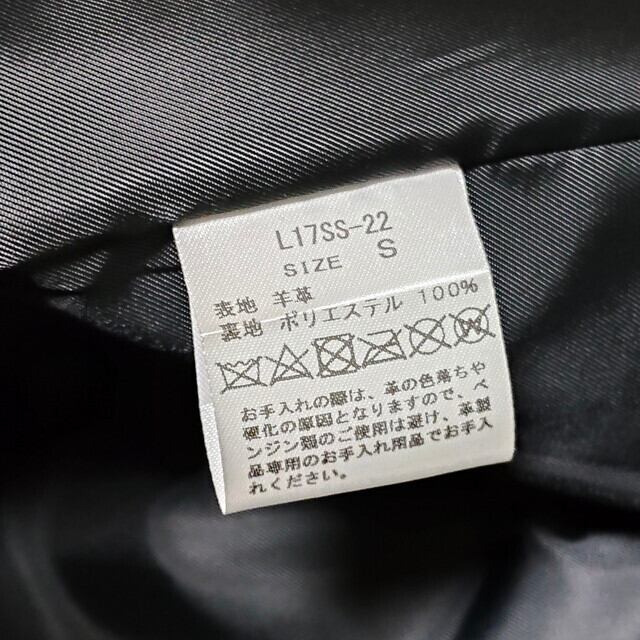 L17SS-22
SIZE S
表地 羊革
裏地 ポリエステル 100%
お手入れの際は、革の色落ちや
硬化の原因となりますので、ベ
ンジン類のご使用は避け、革製
品専用のお手入れ用品でお手入
れください。